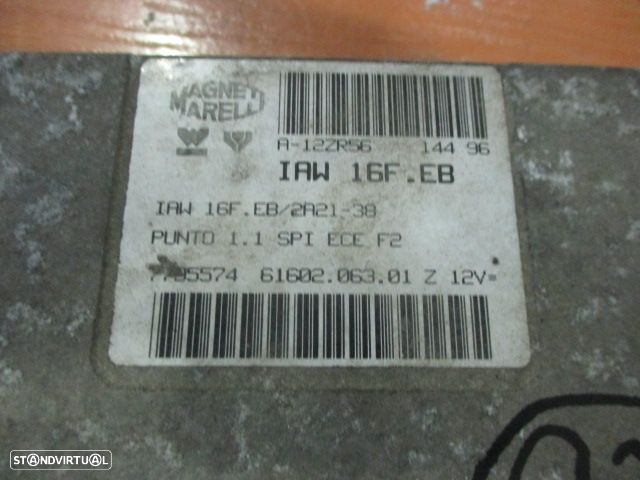 MAGNETI
MARELLI
A-12ZR56 144 96
IAW 16F.EB
IAW 16F.EB/2A21-38
PUNTO 1.1 SPI ECE F2
61602.063.01 Z 12V=
STANDVIRTUAL